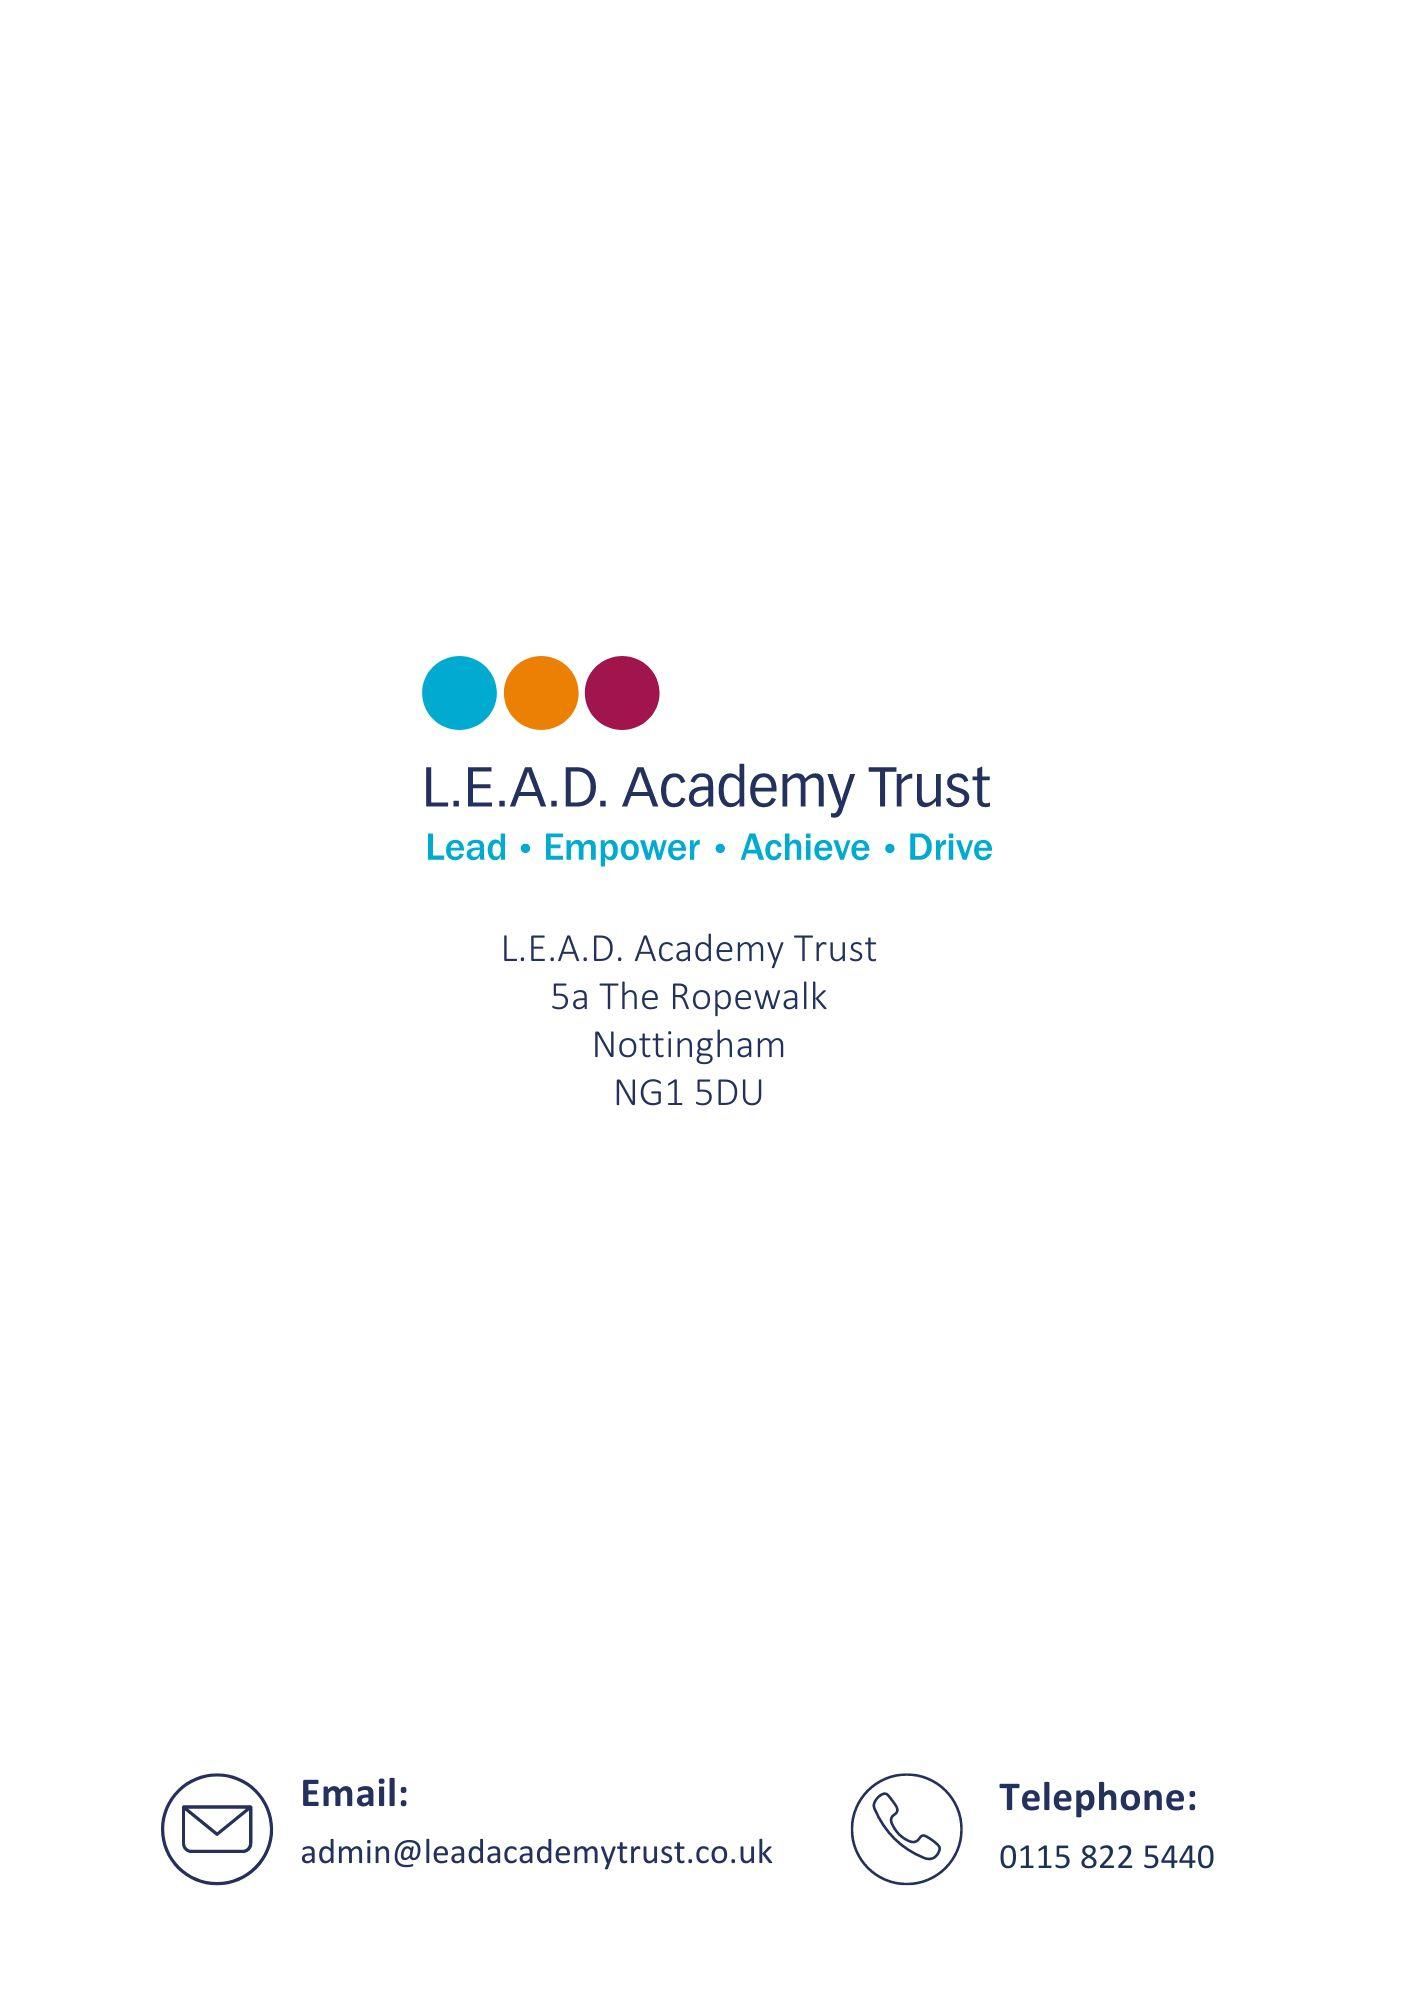 L.E.A.D. Academy Trust
Lead • Empower • Achieve • Drive
L.E.A.D. Academy Trust
5a The Ropewalk
Nottingham
NG1 5DU
Email:
admin@leadacademytrust.co.uk
Telephone:
0115 822 5440